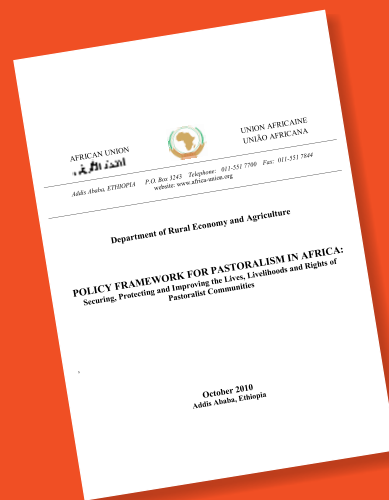 AFRICAN UNION
UNION AFRICAINE
UNIÃO AFRICANA
Addis Ababa, ETHIOPIA P.O. Box 3243 Telephone: 011-551 7700 Fax: 011-551 7844
website: www.africa-union.org
Department of Rural Economy and Agriculture
POLICY FRAMEWORK FOR PASTORALISM IN AFRICA:
Securing, Protecting and Improving the Lives, Livelihoods and Rights of
Pastoralist Communities
October 2010
Addis Ababa, Ethiopia